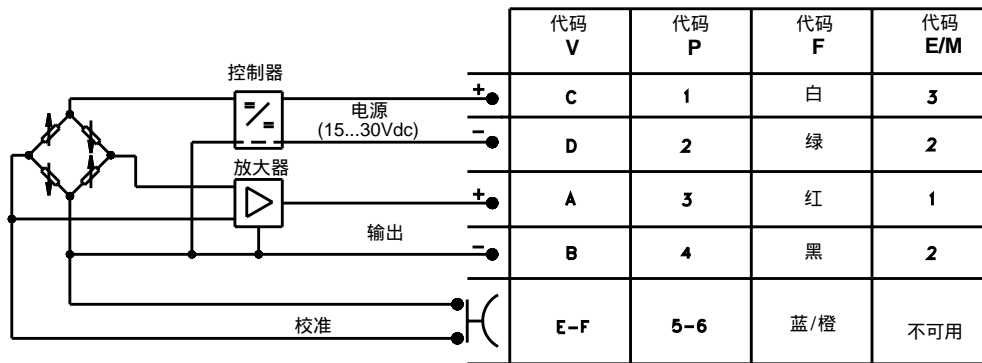 代码 代码 代码 代码
V P F E/M
控制器
+ C 1 白 3
电源
(15...30Vdc)
- D 2 绿 2
放大器
+ A 3 红 1
输出
- B 4 黑 2
校准 E-F 5-6 蓝/橙 不可用